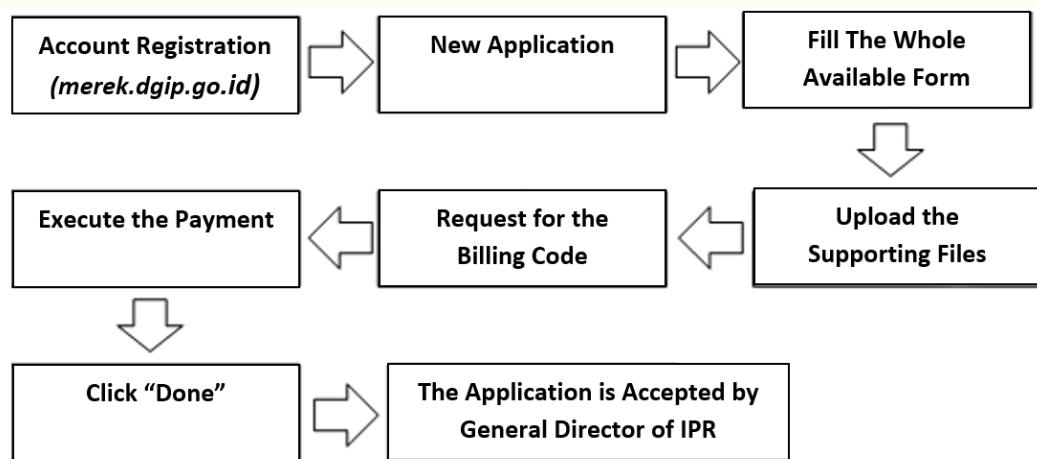 Account Registration
(merek.dgip.go.id)
New Application
Fill The Whole
Available Form
Upload the
Supporting Files
Request for the
Billing Code
Execute the Payment
Click “Done”
The Application is Accepted by
General Director of IPR